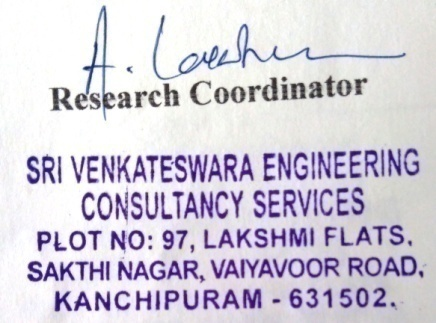 A.
Research Coordinator
SRI VENKATESWARA ENGINEERING
CONSULTANCY SERVICES
PLOT NO: 97, LAKSHMI FLATS,
SAKTHI NAGAR, VAIYAVOOR ROAD,
KANCHIPURAM - 631502.